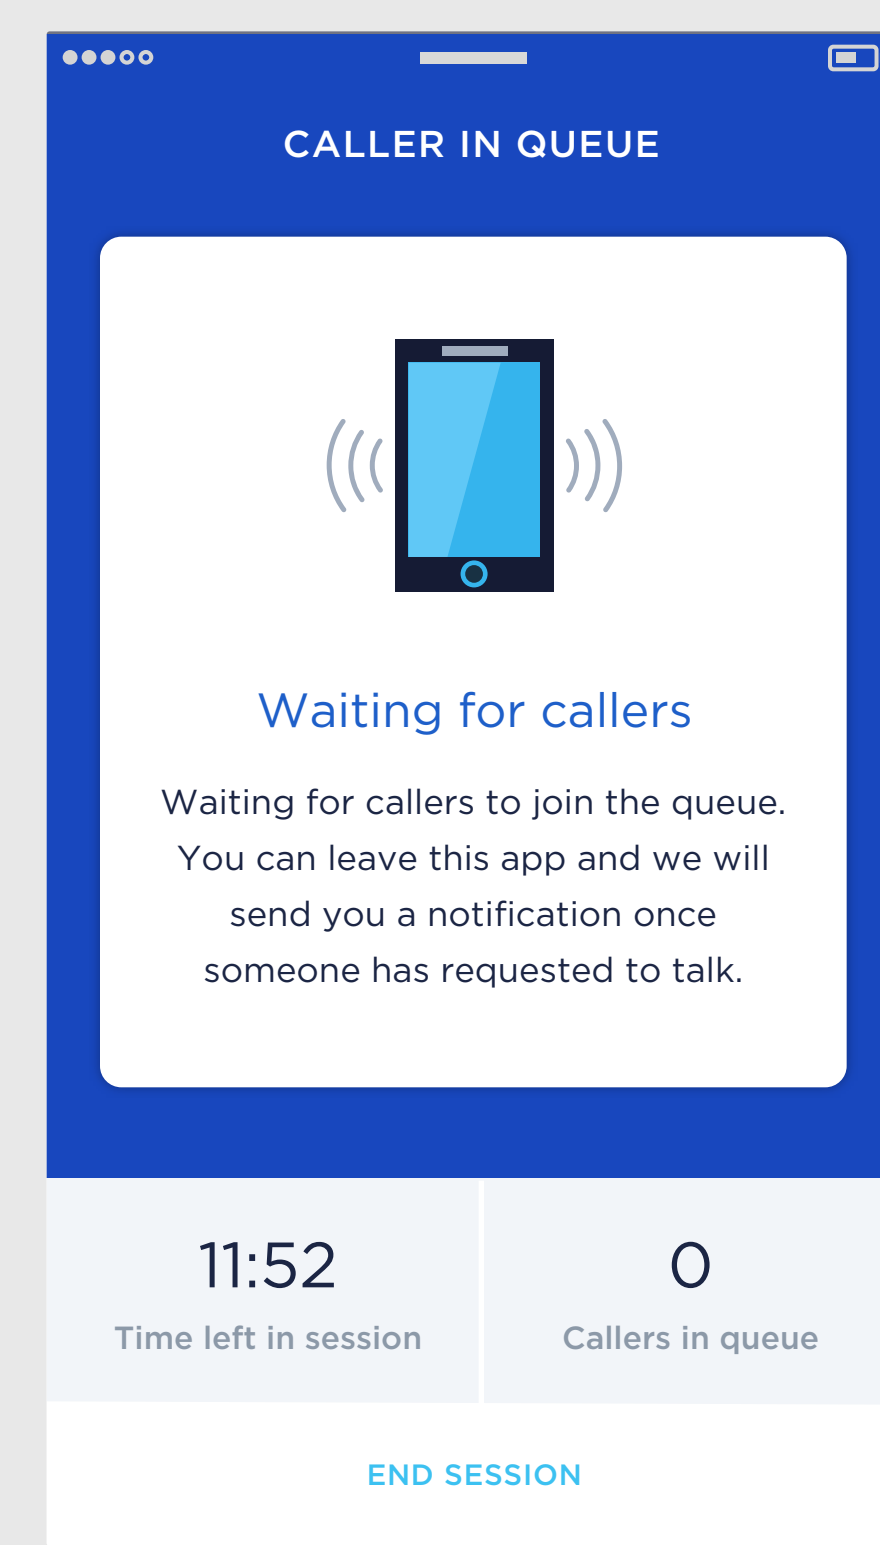 CALLER IN QUEUE
Waiting for callers
Waiting for callers to join the queue.
You can leave this app and we will
send you a notification once
someone has requested to talk.
11:52
Time left in session
0
Callers in queue
END SESSION